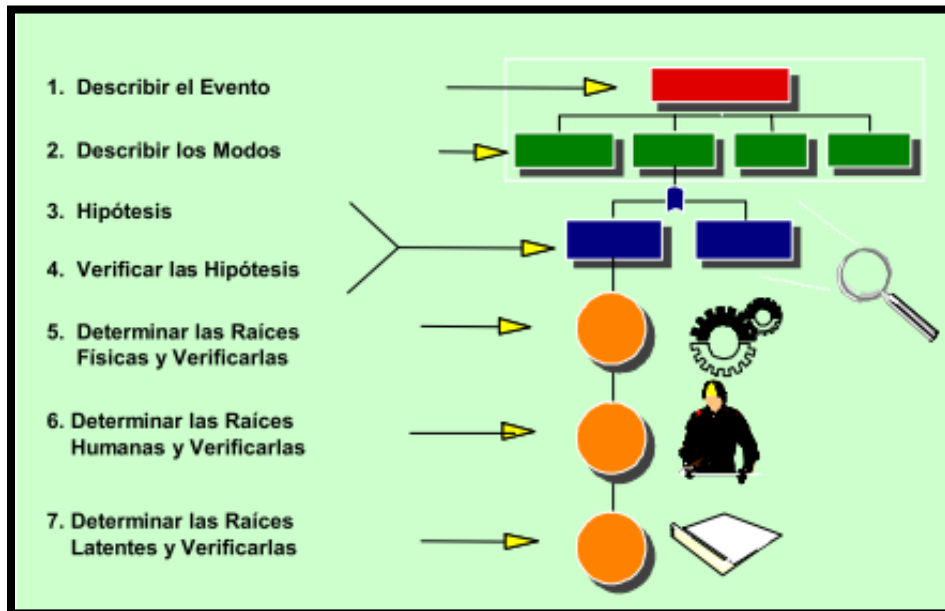 1. Describir el Evento
2. Describir los Modos
3. Hipótesis
4. Verificar las Hipótesis
5. Determinar las Raíces
Físicas y Verificarlas
6. Determinar las Raíces
Humanas y Verificarlas
7. Determinar las Raíces
Latentes y Verificarlas